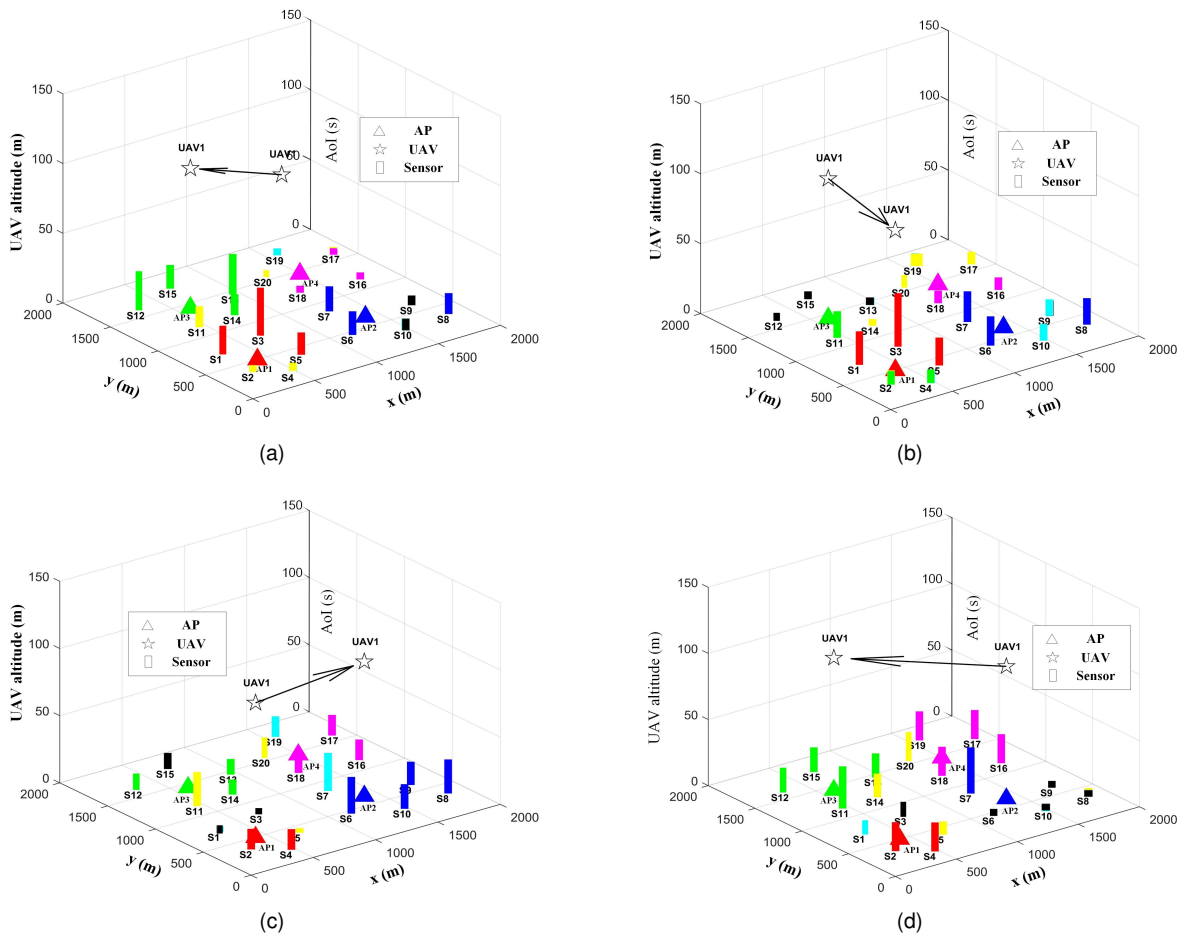 150
100
50
0
UAV altitude (m)
150
100
50
0
AoI (s)
AP
UAV
Sensor
UAV1
UAV1
S19
S17
S20
AP4
S16
S18
S15
S12
AP3
S14
S11
S7
S9
S8
AP2
S10
S6
S3
S1
S5
AP1
S2
S4
2000
1500
1000
500
0
y (m)
0
500
1000
1500
2000
x (m)
(a)
150
100
50
0
UAV altitude (m)
150
100
50
0
AoI (s)
AP
UAV
Sensor
UAV1
UAV1
S19
S17
S20
AP4
S16
S18
S15
S13
S12
AP3
S14
S11
S7
S9
S8
AP2
S10
S6
S3
S1
S5
AP1
S2
S4
2000
1500
1000
500
0
y (m)
0
500
1000
1500
2000
x (m)
(b)
150
100
50
0
UAV altitude (m)
150
100
50
0
AoI (s)
AP
UAV
Sensor
UAV1
UAV1
S19
S17
S20
AP4
S16
S18
S15
S13
S12
AP3
S14
S11
S7
S9
S8
AP2
S10
S6
S3
S1
S5
AP1
S2
S4
2000
1500
1000
500
0
y (m)
0
500
1000
1500
2000
x (m)
(c)
150
100
50
0
UAV altitude (m)
150
100
50
0
AoI (s)
AP
UAV
Sensor
UAV1
UAV1
S19
S17
S20
AP4
S16
S18
S15
S12
AP3
S14
S11
S7
S9
S8
AP2
S10
S6
S3
S1
S5
AP1
S2
S4
2000
1500
1000
500
0
y (m)
0
500
1000
1500
2000
x (m)
(d)